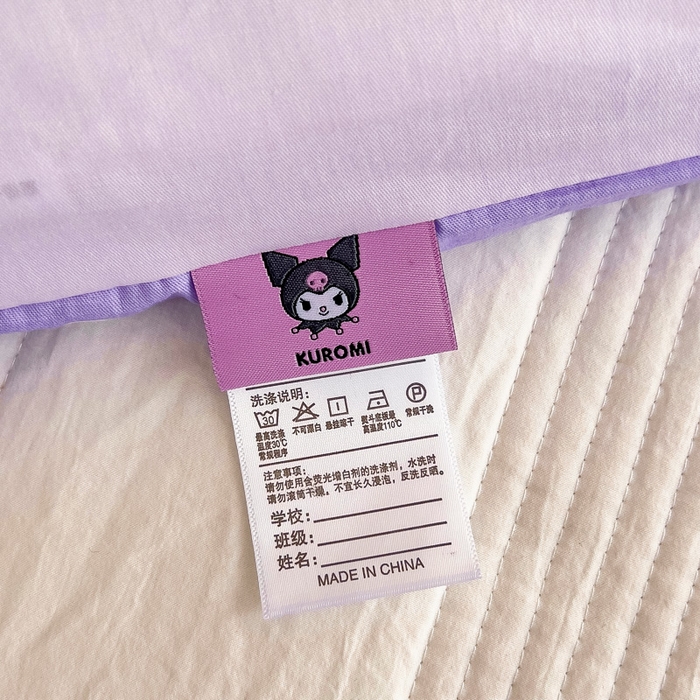 KUROMI
洗涤说明:
30 P
最高洗涤 不可漂白 悬挂晾干 熨斗底板最 常规干洗
温度30℃ 高温度110℃
常规程序
注意事项:
请勿使用含荧光增白剂的洗涤剂，水洗时
请勿滚筒干燥。不宜长久浸泡，反洗反晒。
学校:
班级:
姓名:
MADE IN CHINA